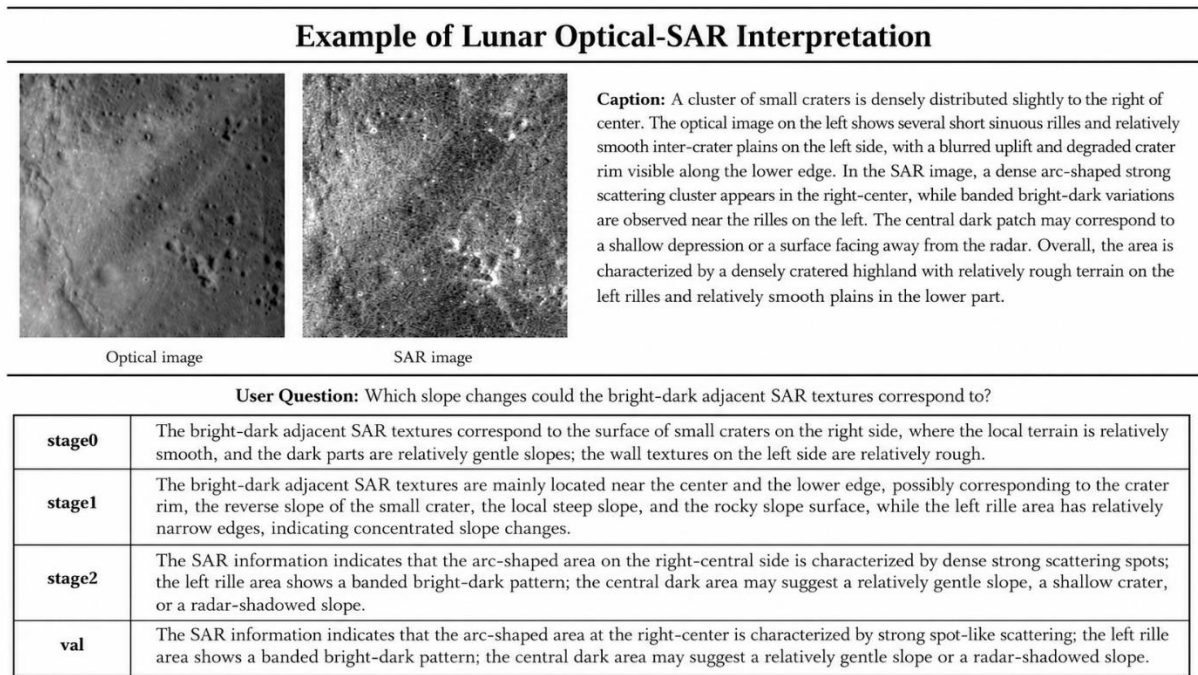 Example of Lunar Optical-SAR Interpretation
Optical image
SAR image
Caption: A cluster of small craters is densely distributed slightly to the right of
center. The optical image on the left shows several short sinuous rilles and relatively
smooth inter-crater plains on the left side, with a blurred uplift and degraded crater
rim visible along the lower edge. In the SAR image, a dense arc-shaped strong
scattering cluster appears in the right-center, while banded bright-dark variations
are observed near the rilles on the left. The central dark patch may correspond to
a shallow depression or a surface facing away from the radar. Overall, the area is
characterized by a densely cratered highland with relatively rough terrain on the
left rilles and relatively smooth plains in the lower part.
User Question: Which slope changes could the bright-dark adjacent SAR textures correspond to?
stage0
The bright-dark adjacent SAR textures correspond to the surface of small craters on the right side, where the local terrain is relatively
smooth, and the dark parts are relatively gentle slopes; the wall textures on the left side are relatively rough.
stage1
The bright-dark adjacent SAR textures are mainly located near the center and the lower edge, possibly corresponding to the crater
rim, the reverse slope of the small crater, the local steep slope, and the rocky slope surface, while the left rille area has relatively
narrow edges, indicating concentrated slope changes.
stage2
The SAR information indicates that the arc-shaped area on the right-central side is characterized by dense strong scattering spots;
the left rille area shows a banded bright-dark pattern; the central dark area may suggest a relatively gentle slope, a shallow crater,
or a radar-shadowed slope.
val
The SAR information indicates that the arc-shaped area at the right-center is characterized by strong spot-like scattering; the left rille
area shows a banded bright-dark pattern; the central dark area may suggest a relatively gentle slope or a radar-shadowed slope.